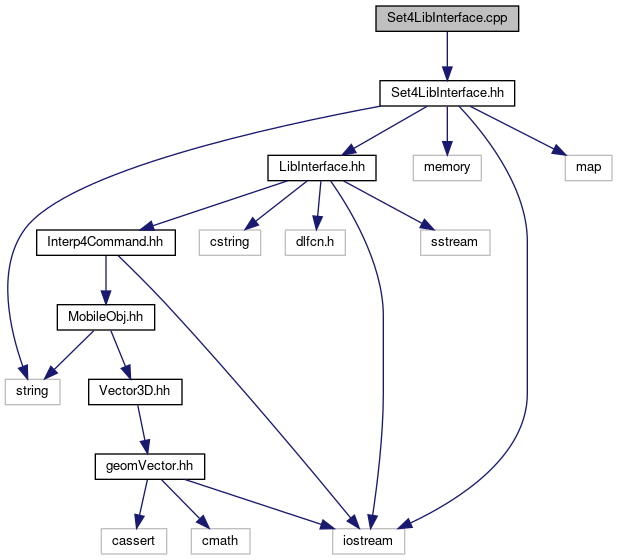 Set4LibInterface.cpp
Set4LibInterface.hh
LibInterface.hh
memory
map
Interp4Command.hh
cstring
dlfcn.h
sstream
MobileObj.hh
string
Vector3D.hh
geomVector.hh
cassert
cmath
iostream